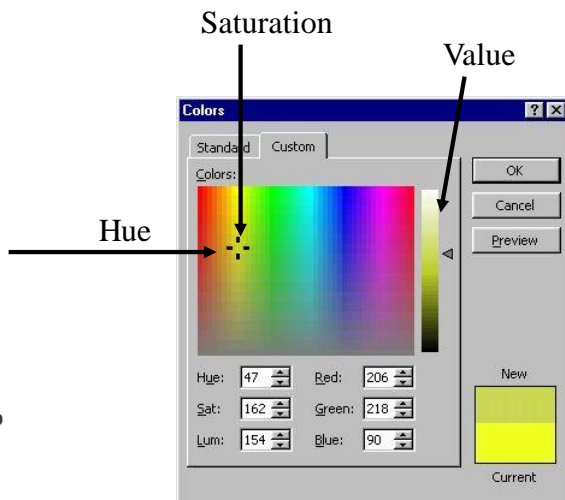 Saturation
Value
Hue
Colors
Standard Custom
Colors:
OK
Cancel
Preview
Hue: 47 Red: 206
Sat: 162 Green: 218
Lum: 154 Blue: 90
New
Current